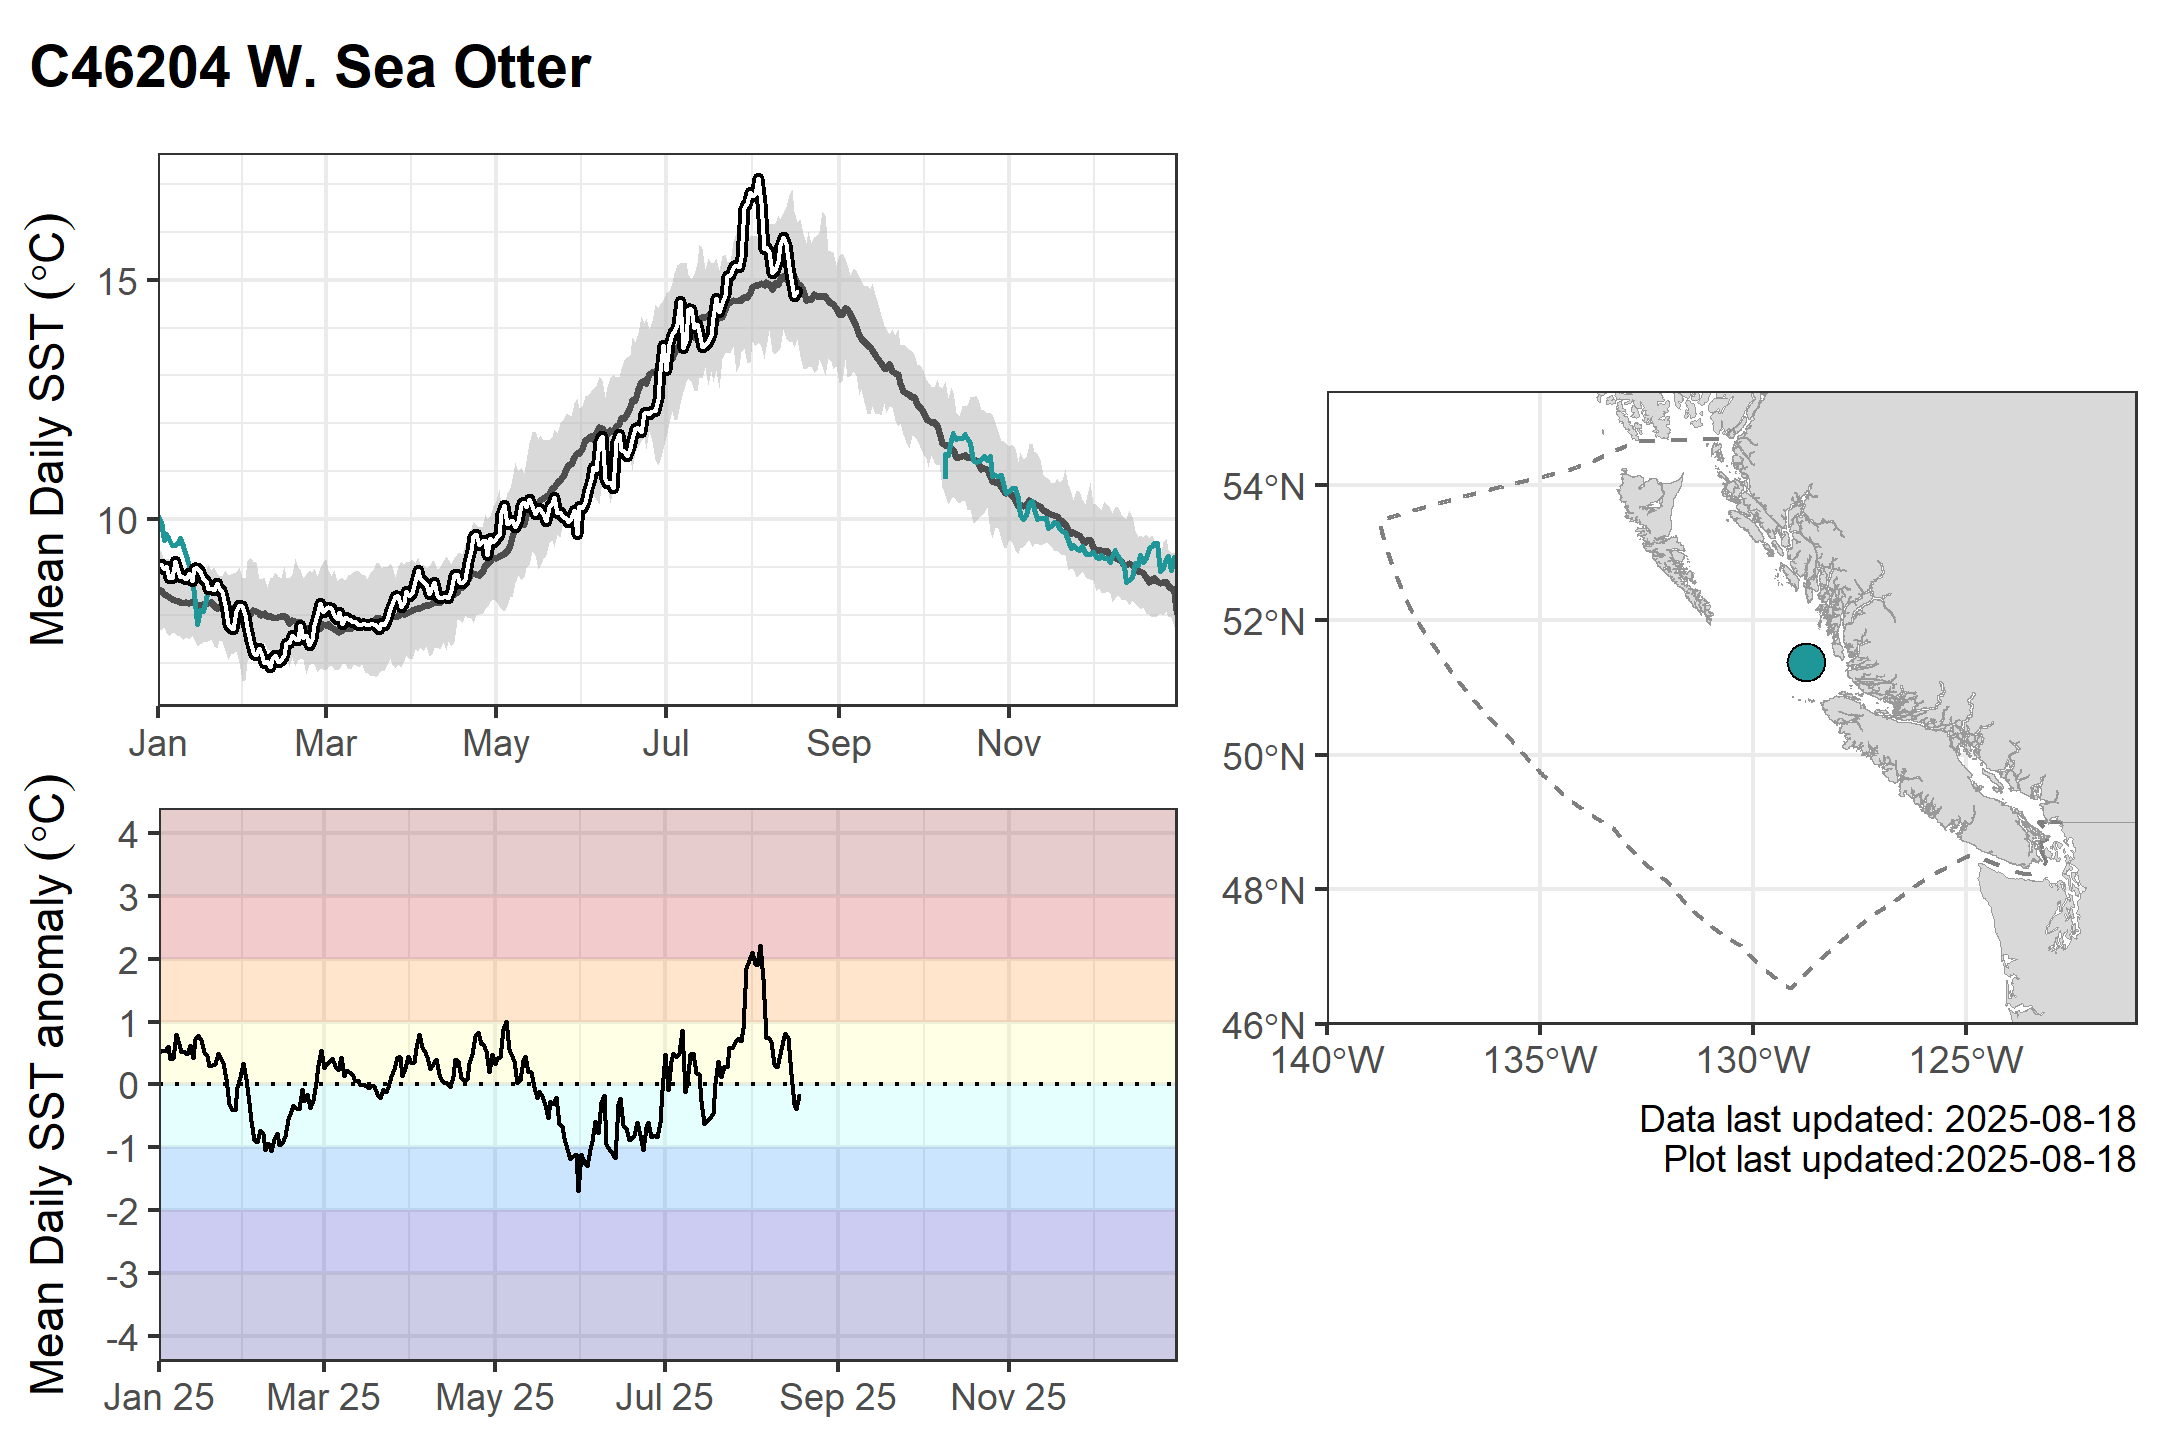 C46204 W. Sea Otter
Mean Daily SST (°C)
15
10
Jan Mar May Jul Sep Nov
Mean Daily SST anomaly (°C)
4
3
2
1
0
-1
-2
-3
-4
Jan 25 Mar 25 May 25 Jul 25 Sep 25 Nov 25
54°N
52°N
50°N
48°N
46°N
140°W 135°W 130°W 125°W
Data last updated: 2025-08-18
Plot last updated:2025-08-18